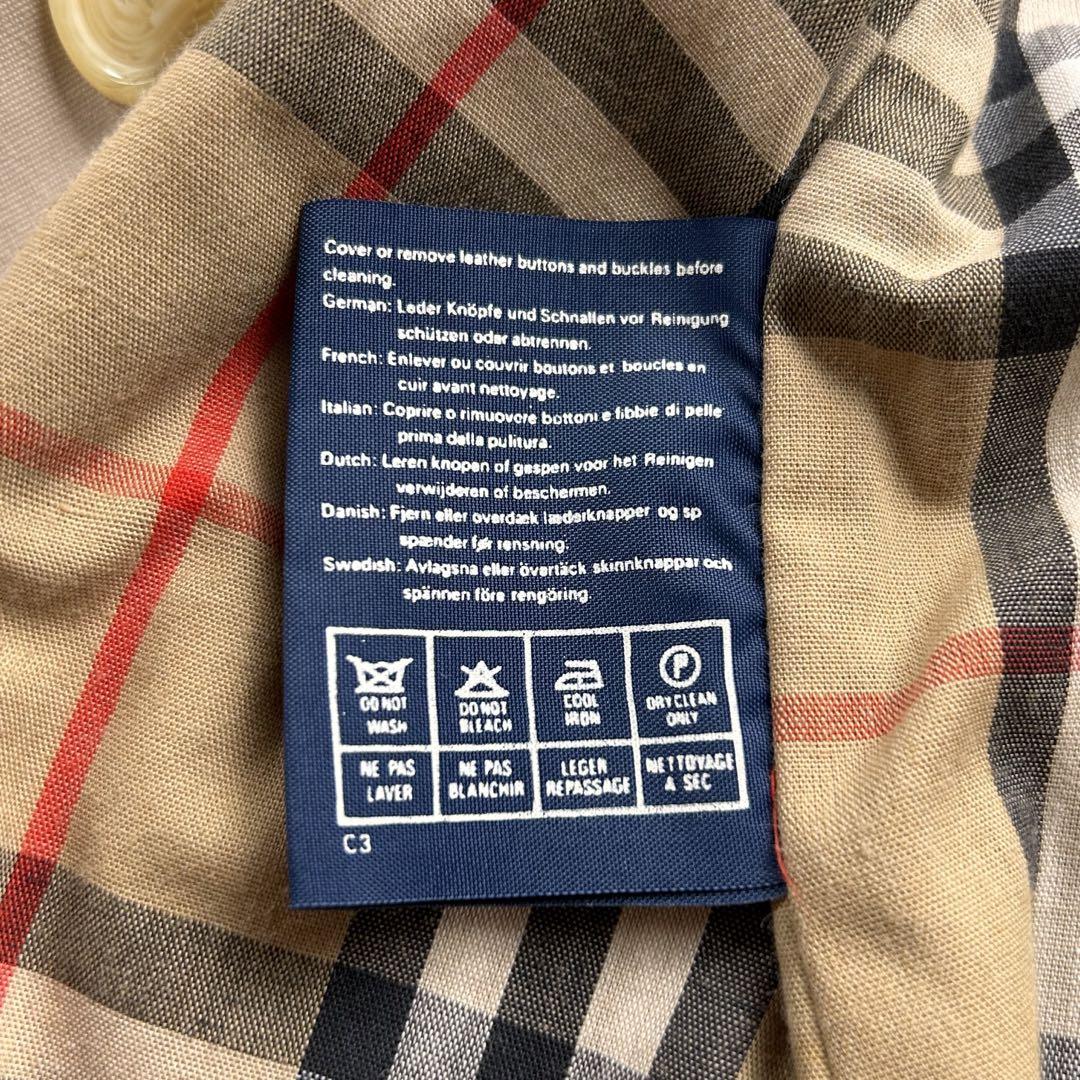 Cover or remove leather buttons and buckles before
cleaning.
German: Leder Knöpfe und Schnallen vor Reinigung
schützen oder abtrennen.
French: Enlever ou couvrir boutons et boucles en
cuir avant nettoyage.
Italian: Coprire o rimuovere bottoni e fibbie di pelle
prima della pulitura.
Dutch: Leren knopen of gespen voor het Reinigen
verwijderen of beschermen.
Danish: Fjern eller overdæk læderknapper og sp
spænder før rensning.
Swedish: Avlagsna eller övertäck skinnknappar och
spännen före rengöring.
P
DO NOT
WASH
DO NOT
BLEACH
COOL
IRON
DRYCLEAN
ONLY
NE PAS
LAVER
NE PAS
BLANCHIR
LEGER
REPASSAGE
NETTOYAGE
A SEC
C3